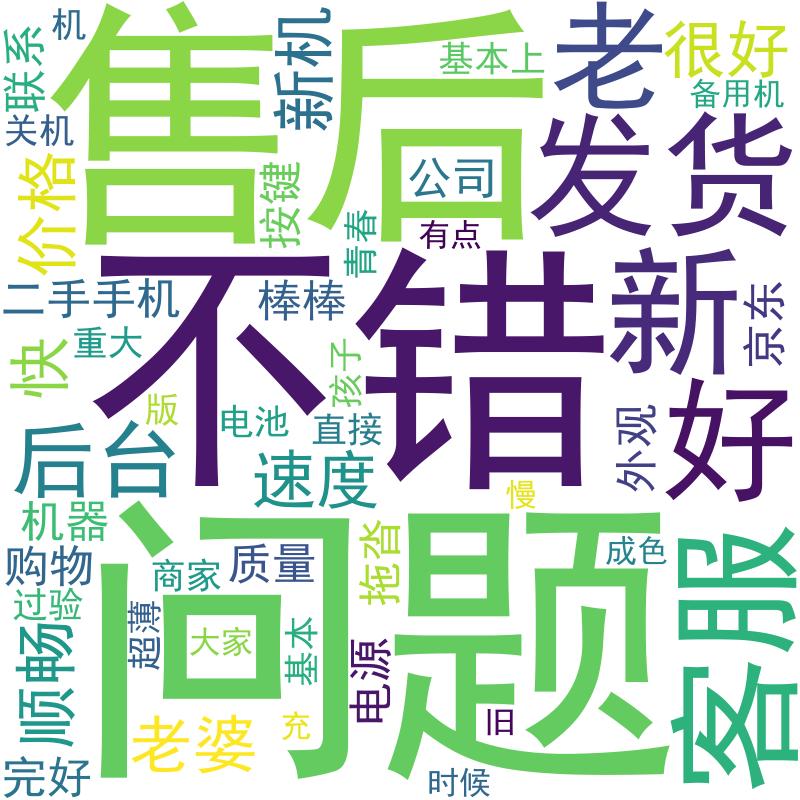 机
售后
新机
基本上
老
很好
联系
备用机
关机
发货
公司
按键
价格
青春
有点
不错
新
二手手机
棒棒
京东
重大
快
孩子
好
版
电池
直接
外观
后台
速度
慢
机器
问题
拖沓
成色
客服
购物
质量
商家
过验
超薄
大家
基本
顺畅
电源
老婆
充
旧
完好
时候